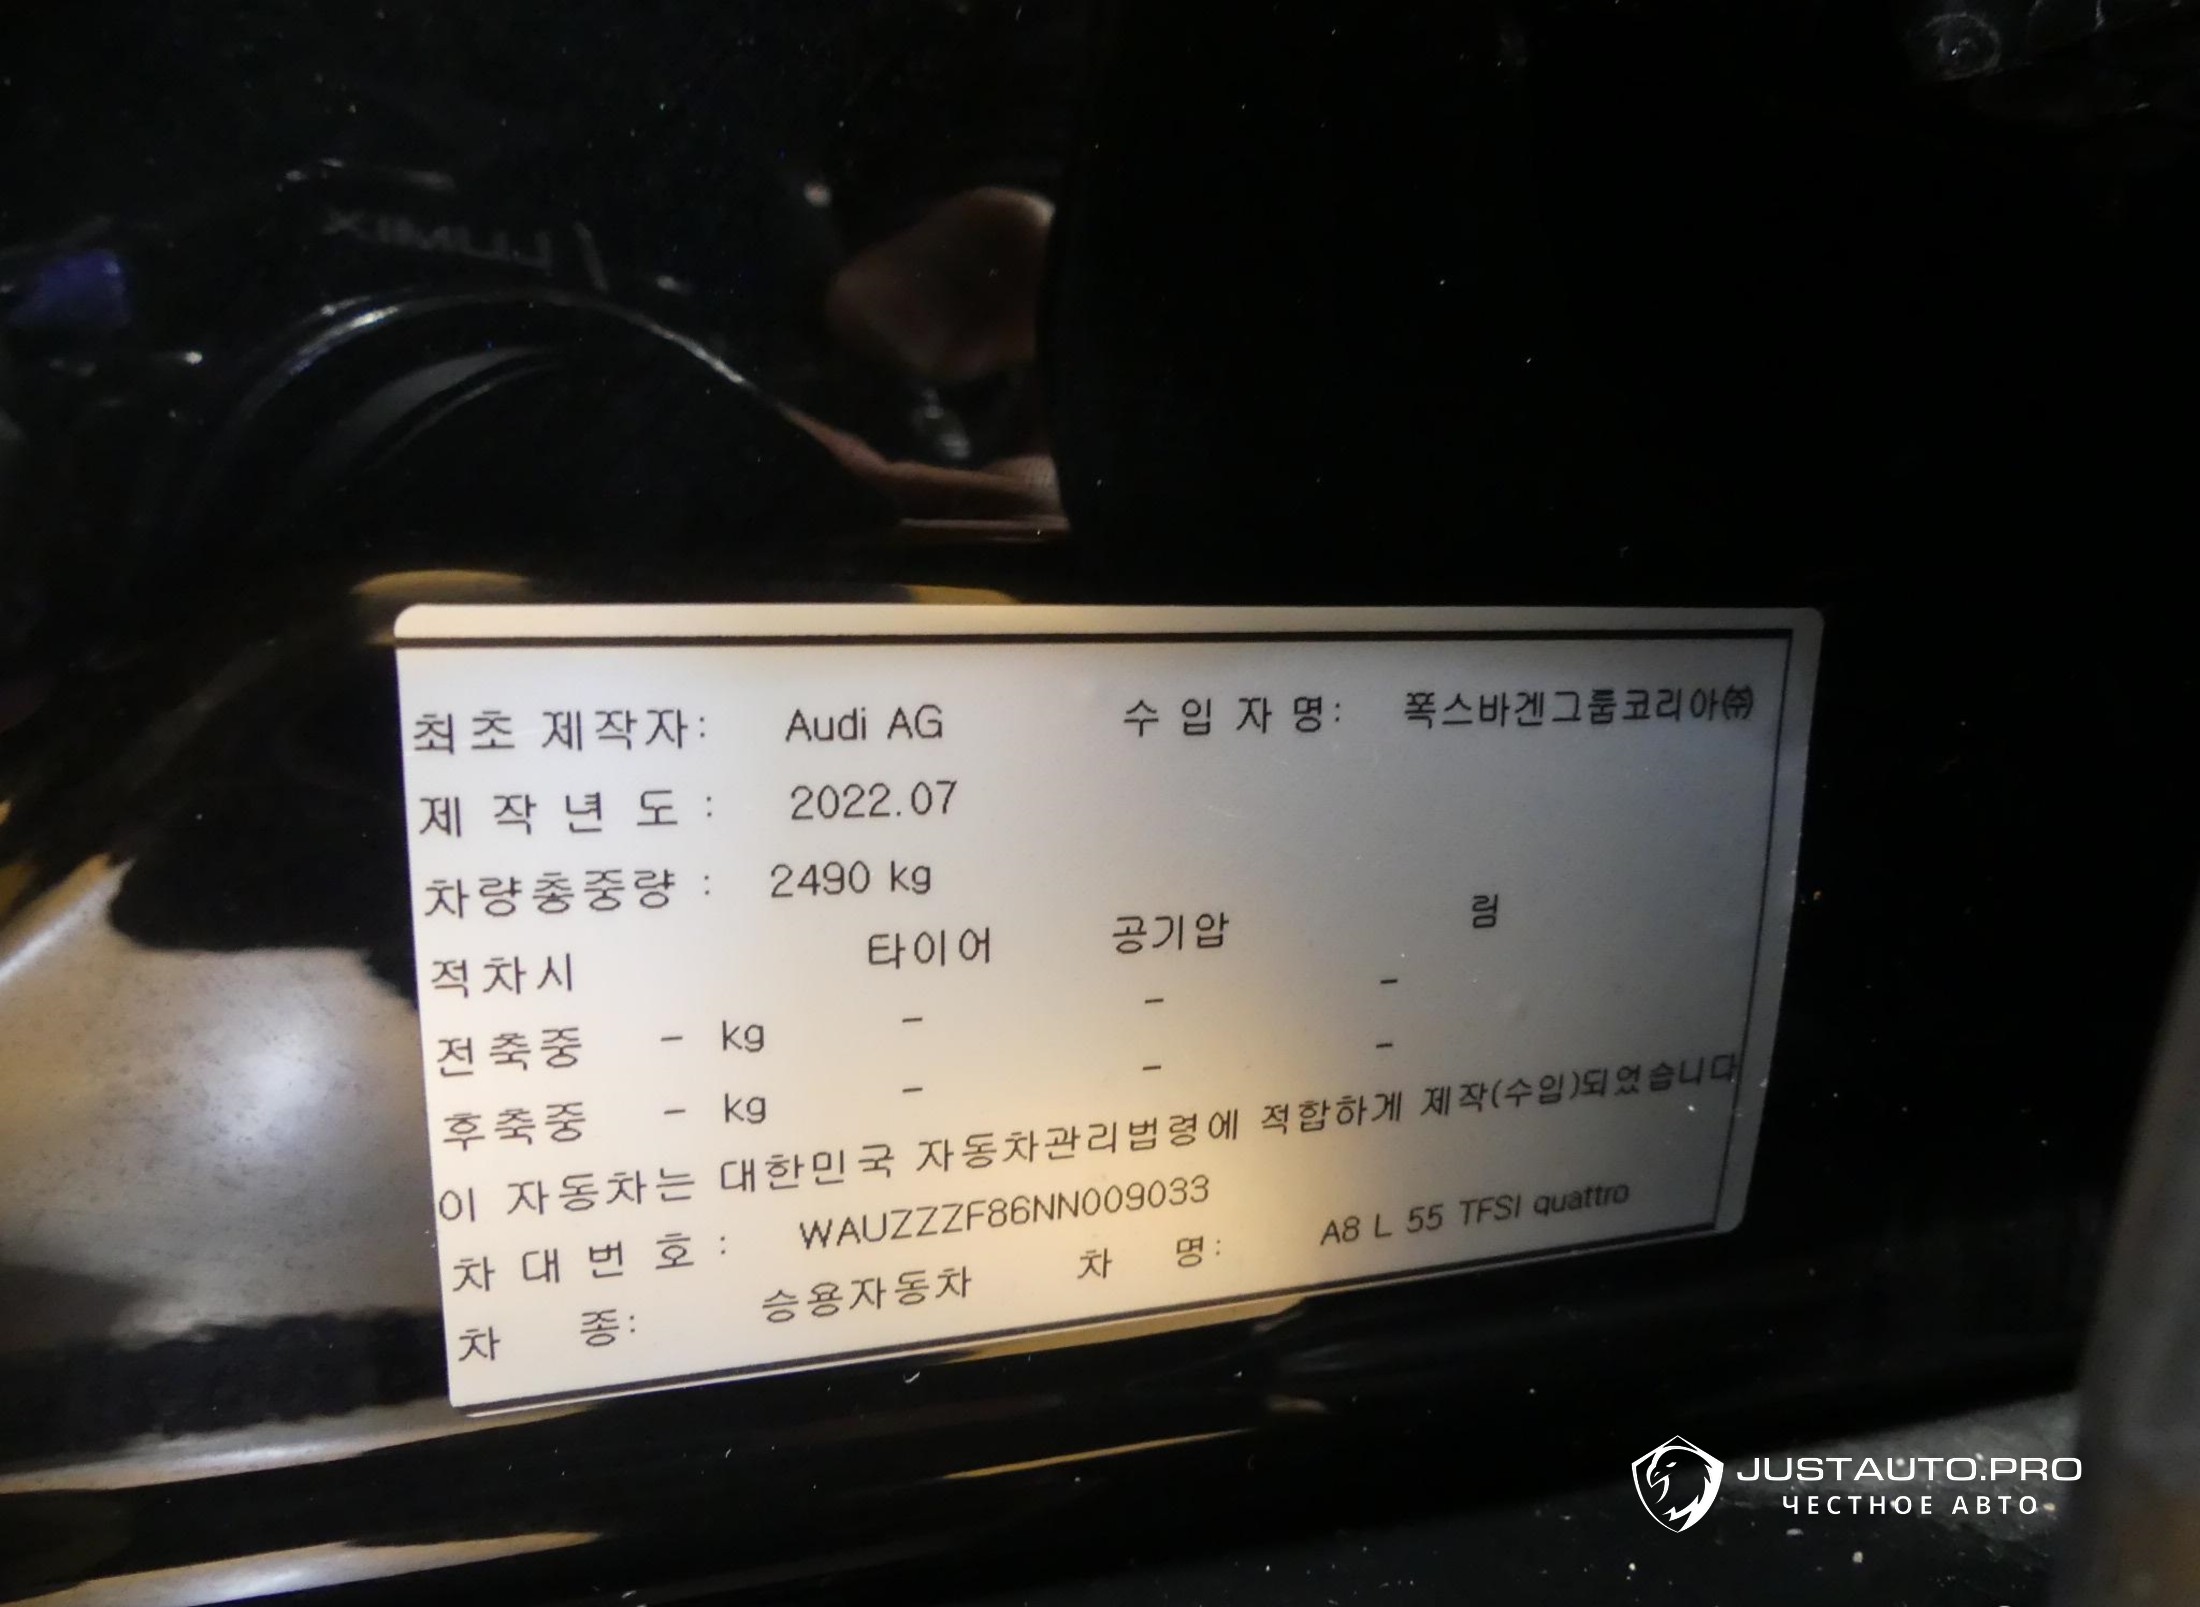 LUMIX
최초 제작자: Audi AG 수 입 자 명: 폭스바겐그룹코리아㈜
제 작 년 도 : 2022.07
차량총중량 : 2490 kg
적차시 타이어 공기압 림
전축중 - kg - - -
후축중 - kg - - -
이 자동차는 대한민국 자동차관리법령에 적합하게 제작(수입)되었습니다
차 대 번 호 : WAUZZZF86NN009033
차 종: 승용자동차 차 명: A8 L 55 TFSI quattro
JUSTAUTO.PRO
ЧЕСТНОЕ АВТО